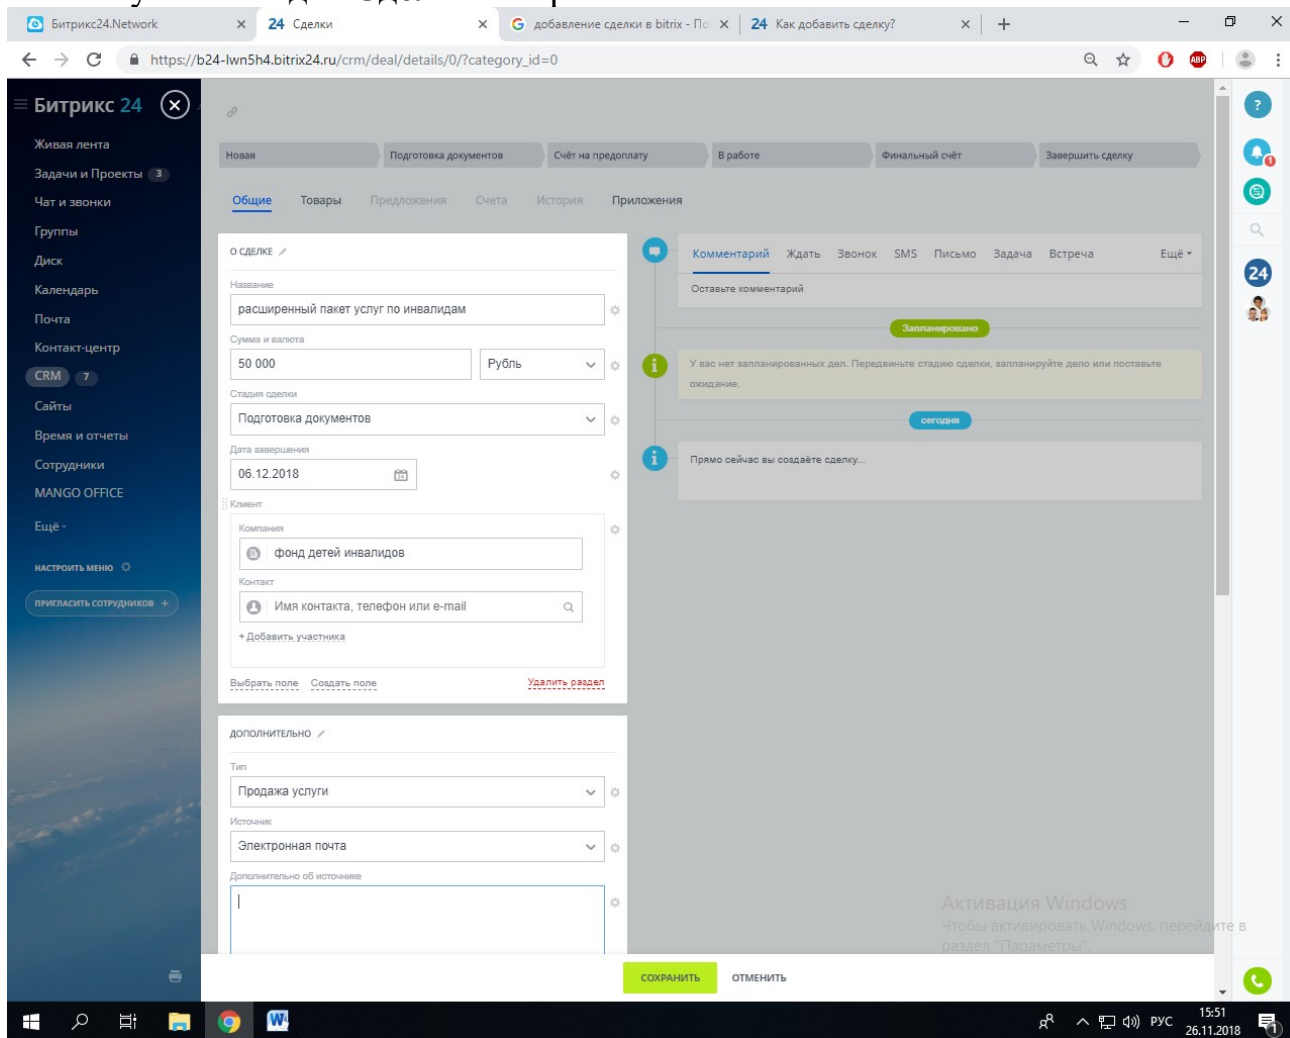 Битрикс24.Network
24 Сделки
добавление сделки в bitrix - По
24 Как добавить сделку?
https://b24-lwn5h4.bitrix24.ru/crm/deal/details/0/?category_id=0
ABP
Битрикс 24
Живая лента
Задачи и Проекты 3
Чат и звонки
Группы
Диск
Календарь
Почта
Контакт-центр
CRM 7
Сайты
Время и отчеты
Сотрудники
MANGO OFFICE
Ещё -
НАСТРОИТЬ МЕНЮ
ПРИГЛАСИТЬ СОТРУДНИКОВ +
Новая
Подготовка документов
Счёт на предоплату
В работе
Финальный счёт
Завершить сделку
Общие Товары Предложения Счета История Приложения
О СДЕЛКЕ
Название
расширенный пакет услуг по инвалидам
Сумма и валюта
50 000 Рубль
Стадия сделки
Подготовка документов
Дата завершения
06.12.2018
Клиент
Компания
фонд детей инвалидов
Контакт
Имя контакта, телефон или e-mail
+ Добавить участника
Выбрать поле Создать поле Удалить раздел
ДОПОЛНИТЕЛЬНО
Тип
Продажа услуги
Источник
Электронная почта
Дополнительно об источнике
Комментарий Ждать Звонок SMS Письмо Задача Встреча Ещё
Оставьте комментарий
Запланировано
У вас нет запланированных дел. Передвиньте стадию сделки, запланируйте дело или поставьте
ожидание.
сегодня
Прямо сейчас вы создаёте сделку...
?
1
24
Активация Windows
Чтобы активировать Windows, перейдите в
раздел "Параметры".
СОХРАНИТЬ ОТМЕНИТЬ
РУС
15:51
26.11.2018
1